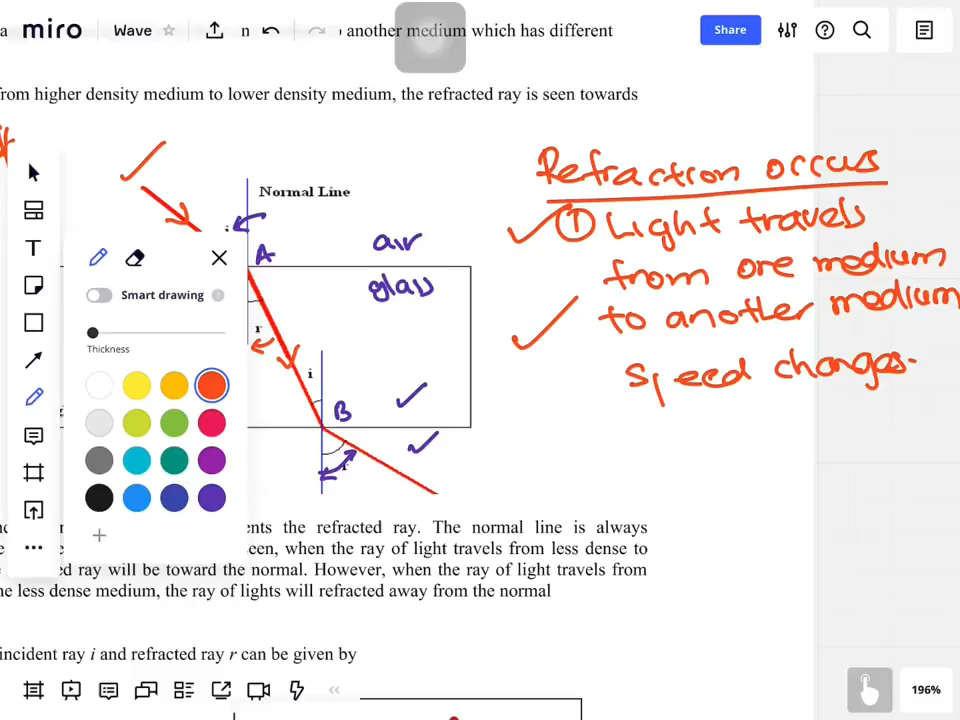 a miro Wave n another medium which has different Share
from higher density medium to lower density medium, the refracted ray is seen towards
Refraction occus
Normal Line
① Light travels
from one medium
to another medium
speed changes.
i
A
air
glass
Smart drawing
Thickness
r
i
B
r
ents the refracted ray. The normal line is always
een, when the ray of light travels from less dense to
ed ray will be toward the normal. However, when the ray of light travels from
ne less dense medium, the ray of lights will refracted away from the normal
incident ray i and refracted ray r can be given by
196%